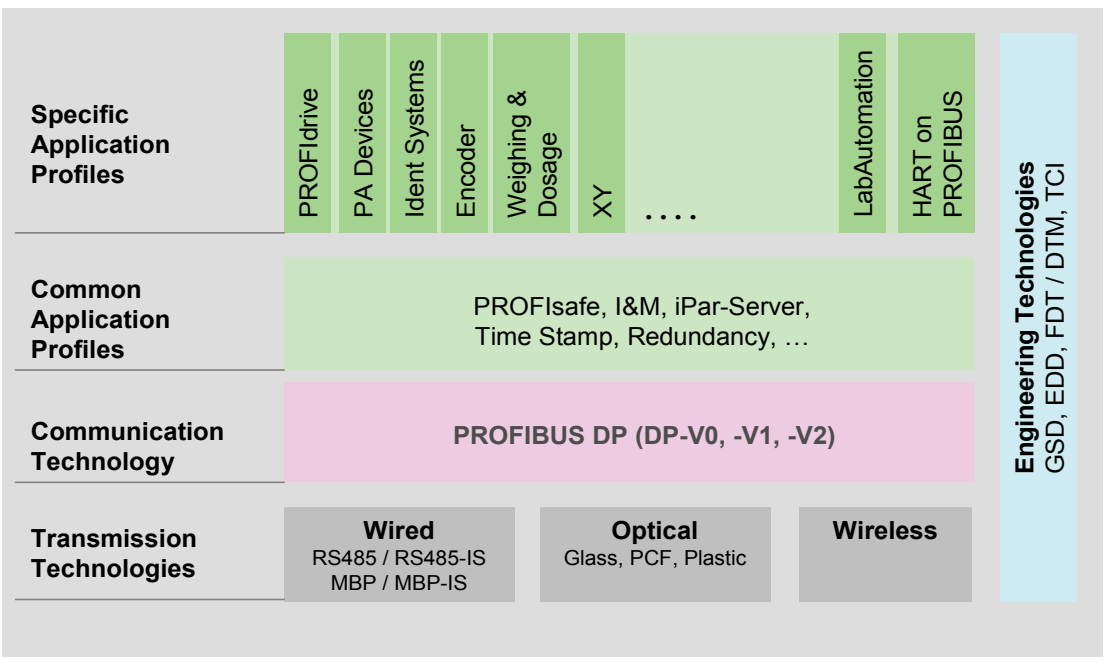 Specific
Application
Profiles
PROFIdrive
PA Devices
Ident Systems
Encoder
Weighing &
Dosage
XY
....
LabAutomation
HART on
PROFIBUS
Common
Application
Profiles
PROFIsafe, I&M, iPar-Server,
Time Stamp, Redundancy, …
Communication
Technology
PROFIBUS DP (DP-V0, -V1, -V2)
Transmission
Technologies
Wired
RS485 / RS485-IS
MBP / MBP-IS
Optical
Glass, PCF, Plastic
Wireless
Engineering Technologies
GSD, EDD, FDT / DTM, TCI